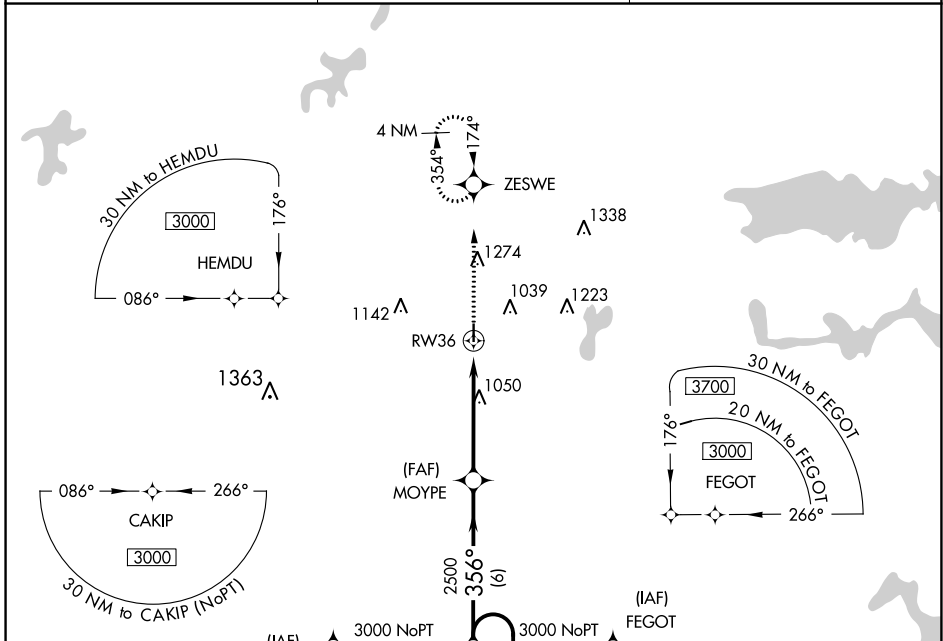 4 NM
174°
354°
ZESWE
30 NM to HEMDU
3000
176°
HEMDU
086°
1338
1274
1142
1039
1223
RW36
1363
1050
30 NM to FEGOT
3700
20 NM to FEGOT
176°
3000
FEGOT
266°
(FAF)
MOYPE
086°
266°
CAKIP
3000
30 NM to CAKIP (NoPT)
2500
356°
(6)
(IAF)
FEGOT
(IAF)
3000 NoPT
3000 NoPT